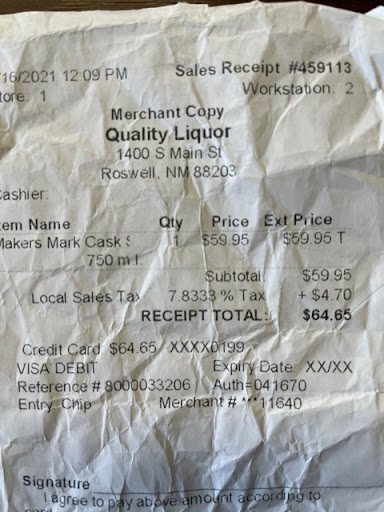 /16/2021 12:09 PM Sales Receipt #459113
tore: 1 Workstation: 2
Merchant Copy
Quality Liquor
1400 S Main St
Roswell, NM 88203
Cashier:
tem Name Qty Price Ext Price
Makers Mark Cask S 1 $59.95 $59.95 T
750 m l.
Subtotal: $59.95
Local Sales Tax 7.8333 % Tax + $4.70
RECEIPT TOTAL: $64.65
Credit Card $64.65 XXXX0199
VISA DEBIT Expiry Date XX/XX
Reference # 8000033206 Auth=041670
Entry Chip Merchant # ***11640
Signature
I agree to pay above amount according to
card